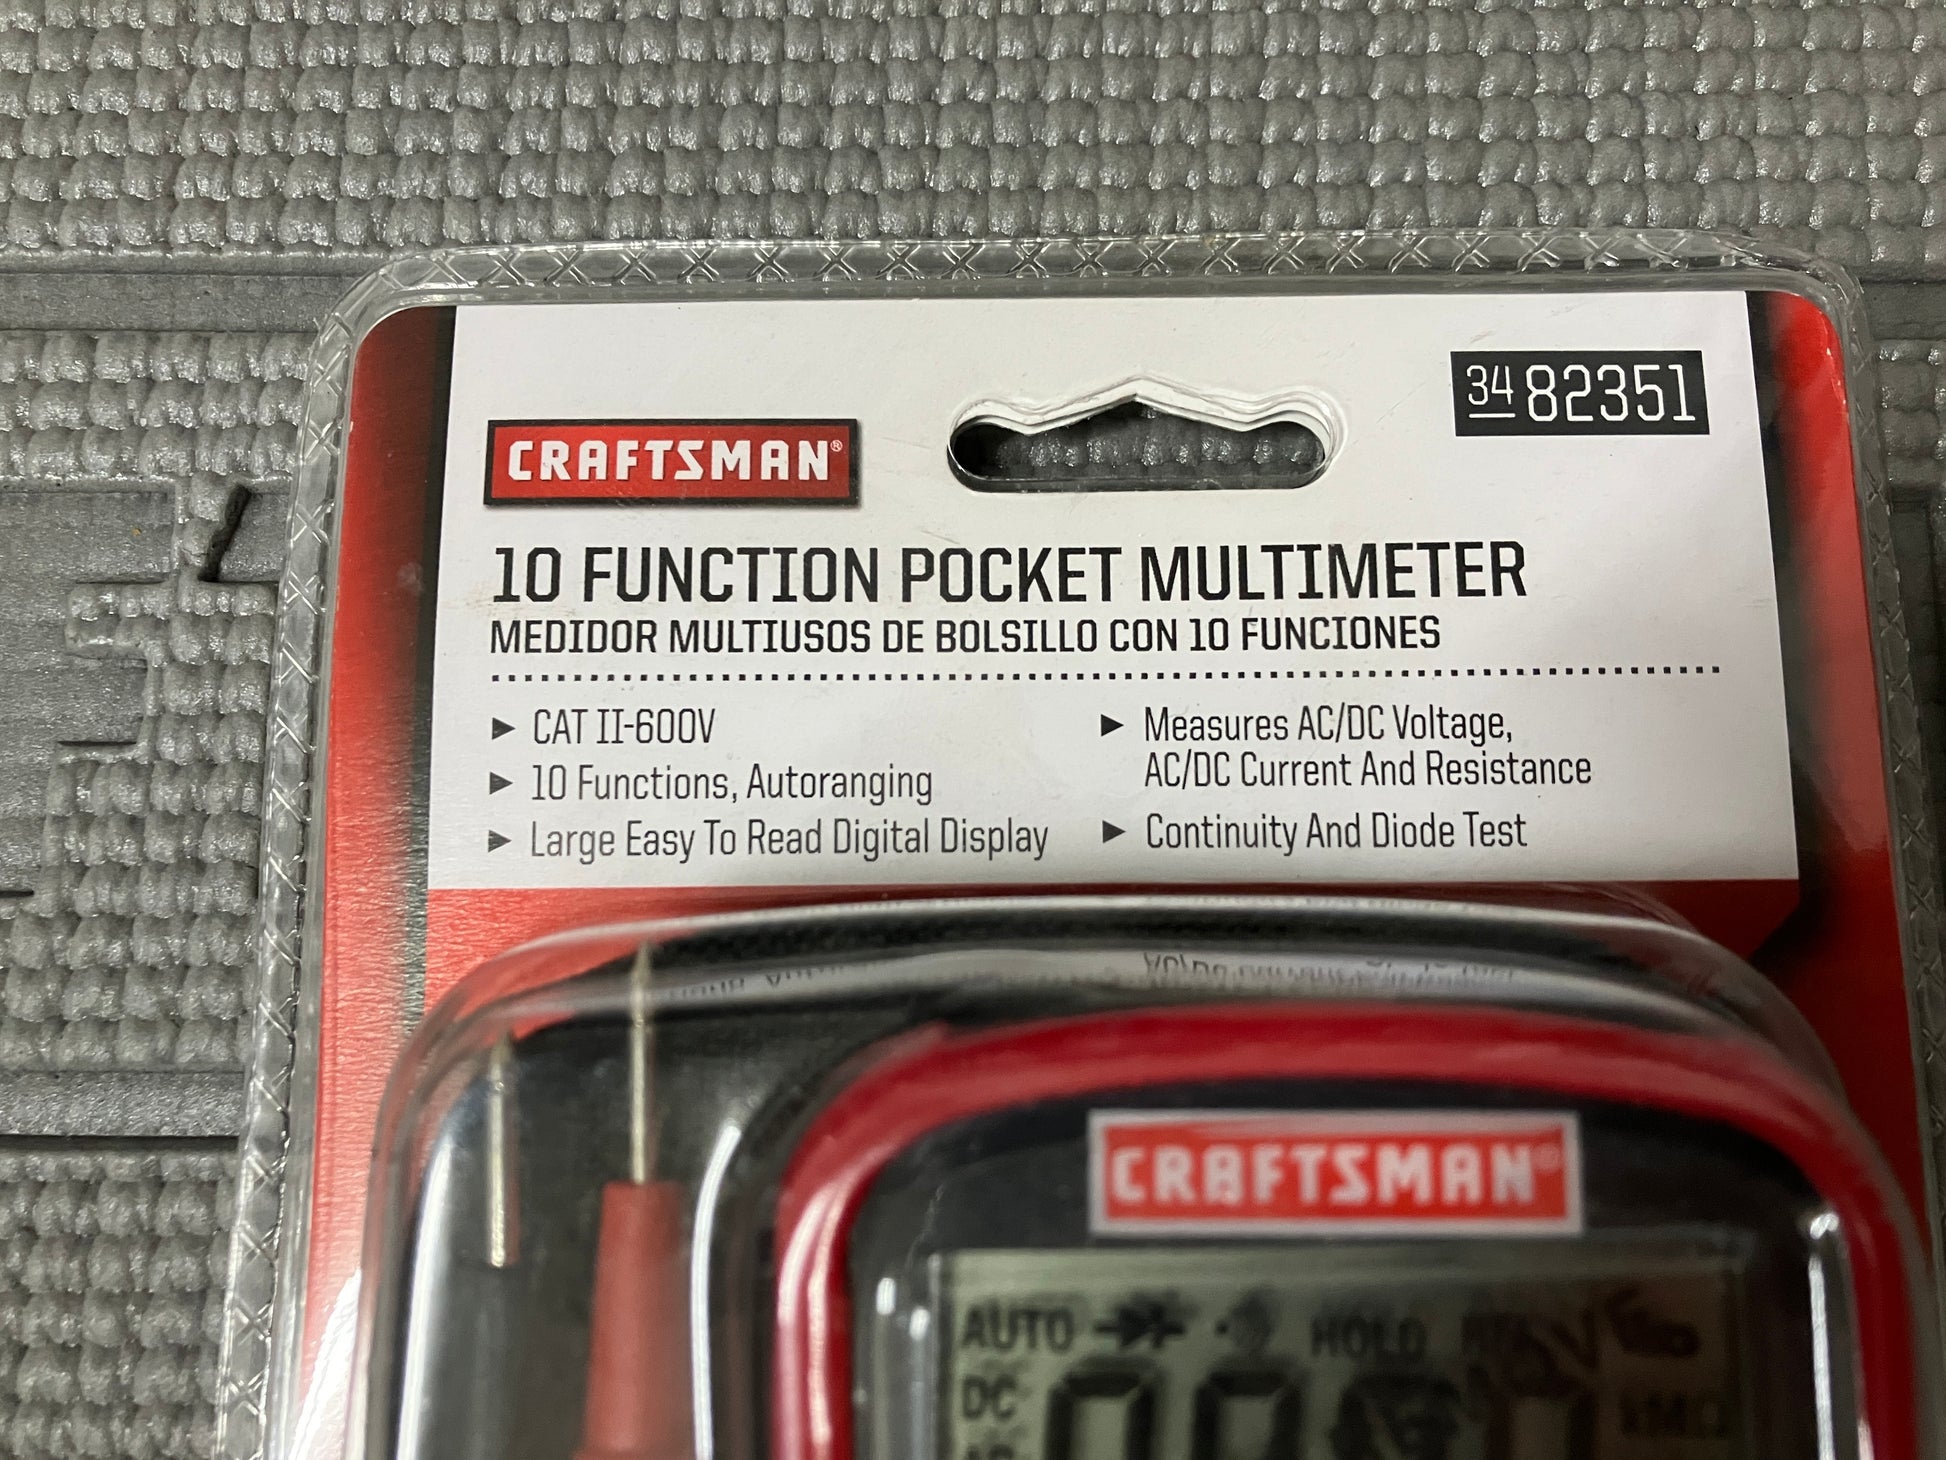 CRAFTSMAN®
34 82351
10 FUNCTION POCKET MULTIMETER
MEDIDOR MULTIUSOS DE BOLSILLO CON 10 FUNCIONES
► CAT II-600V
► 10 Functions, Autoranging
► Large Easy To Read Digital Display
► Measures AC/DC Voltage,
AC/DC Current And Resistance
► Continuity And Diode Test
CRAFTSMAN®
AUTO HOLD
DC